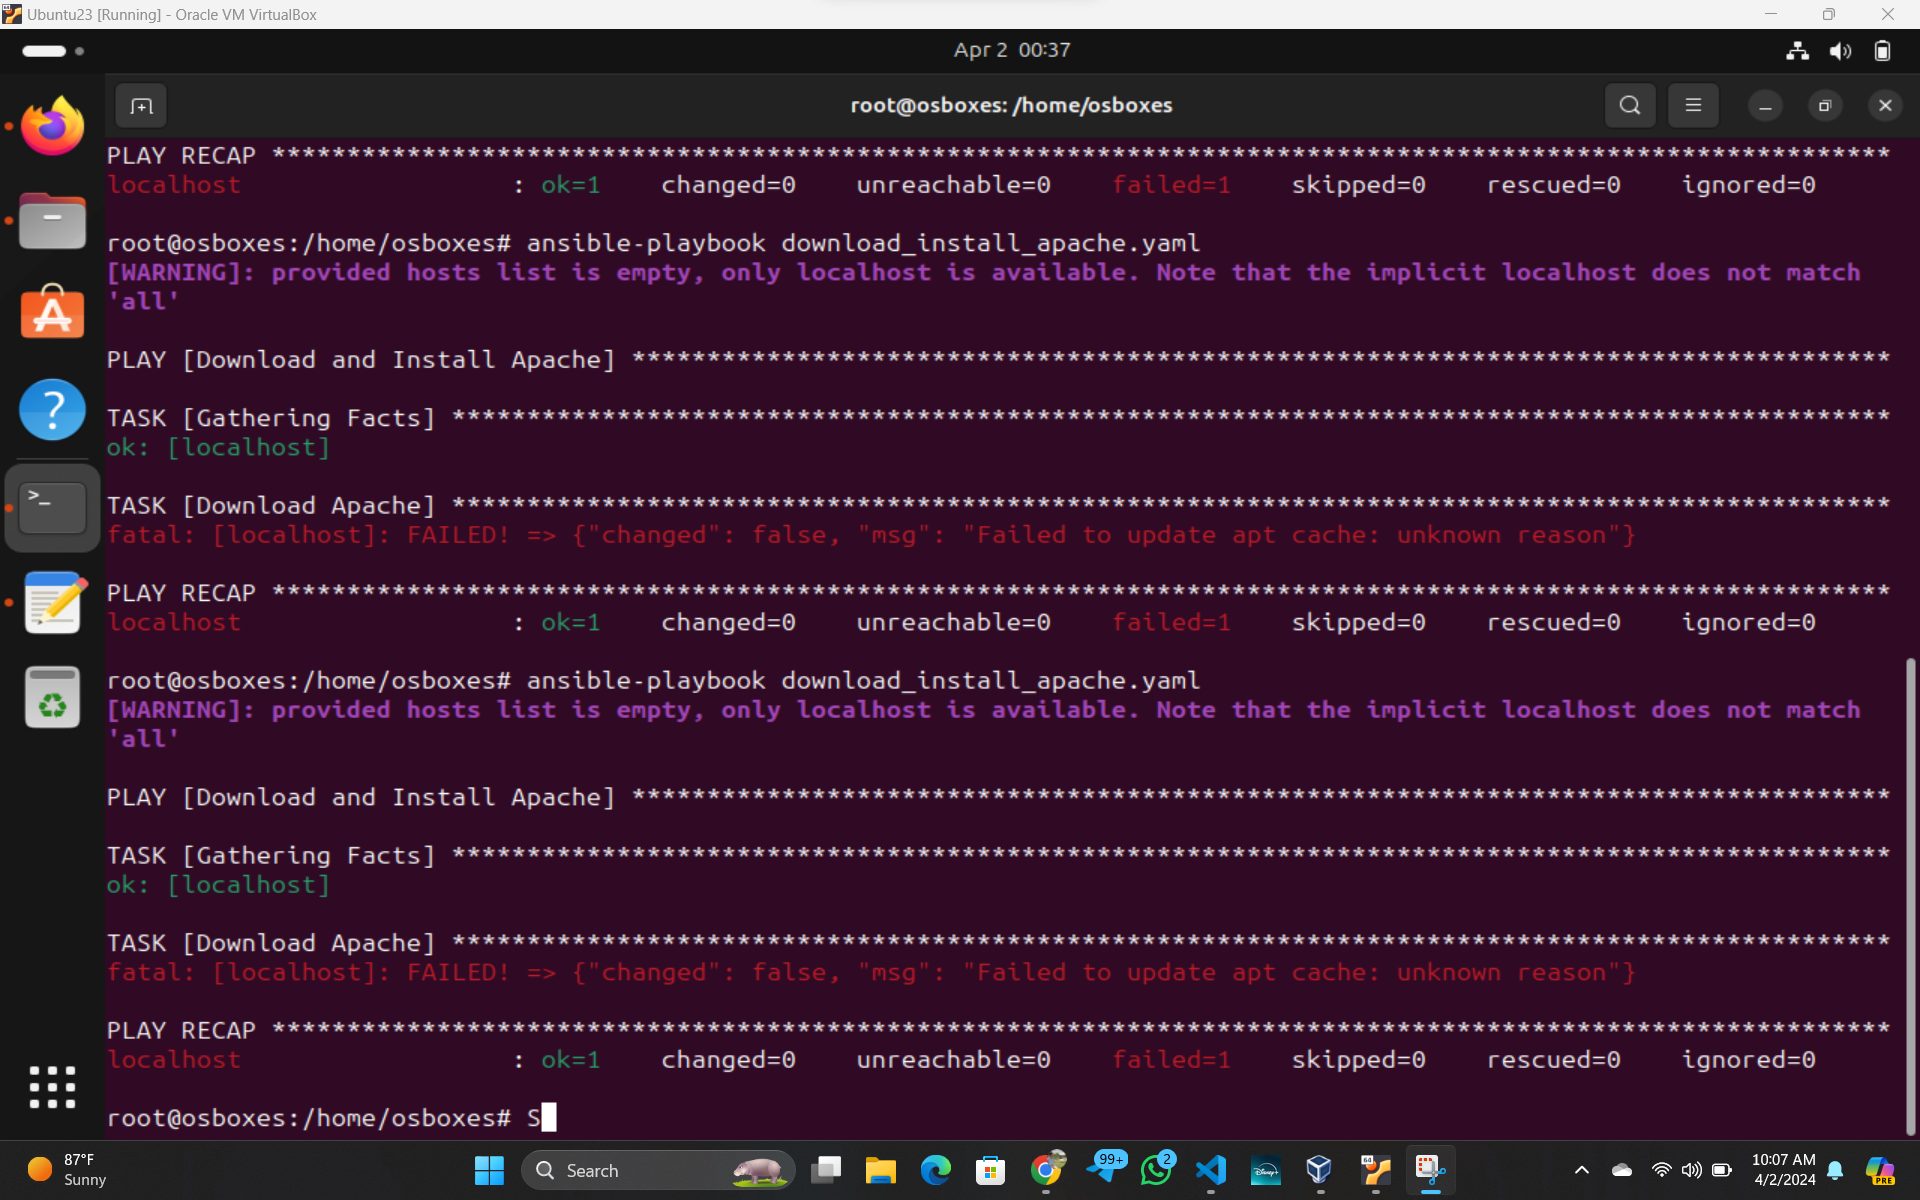 Ubuntu23 [Running] - Oracle VM VirtualBox
Apr 2 00:37
root@osboxes: /home/osboxes
PLAY RECAP ************************************************************************************************************
localhost : ok=1 changed=0 unreachable=0 failed=1 skipped=0 rescued=0 ignored=0
root@osboxes:/home/osboxes# ansible-playbook download_install_apache.yaml
[WARNING]: provided hosts list is empty, only localhost is available. Note that the implicit localhost does not match
'all'
PLAY [Download and Install Apache] ************************************************************************************
TASK [Gathering Facts] ************************************************************************************************
ok: [localhost]
TASK [Download Apache] ************************************************************************************************
fatal: [localhost]: FAILED! => {"changed": false, "msg": "Failed to update apt cache: unknown reason"}
PLAY RECAP ************************************************************************************************************
localhost : ok=1 changed=0 unreachable=0 failed=1 skipped=0 rescued=0 ignored=0
root@osboxes:/home/osboxes# ansible-playbook download_install_apache.yaml
[WARNING]: provided hosts list is empty, only localhost is available. Note that the implicit localhost does not match
'all'
PLAY [Download and Install Apache] ************************************************************************************
TASK [Gathering Facts] ************************************************************************************************
ok: [localhost]
TASK [Download Apache] ************************************************************************************************
fatal: [localhost]: FAILED! => {"changed": false, "msg": "Failed to update apt cache: unknown reason"}
PLAY RECAP ************************************************************************************************************
localhost : ok=1 changed=0 unreachable=0 failed=1 skipped=0 rescued=0 ignored=0
root@osboxes:/home/osboxes# S
87°F
Sunny
Search
99+
2
Disney+
64
10:07 AM
4/2/2024
PRE